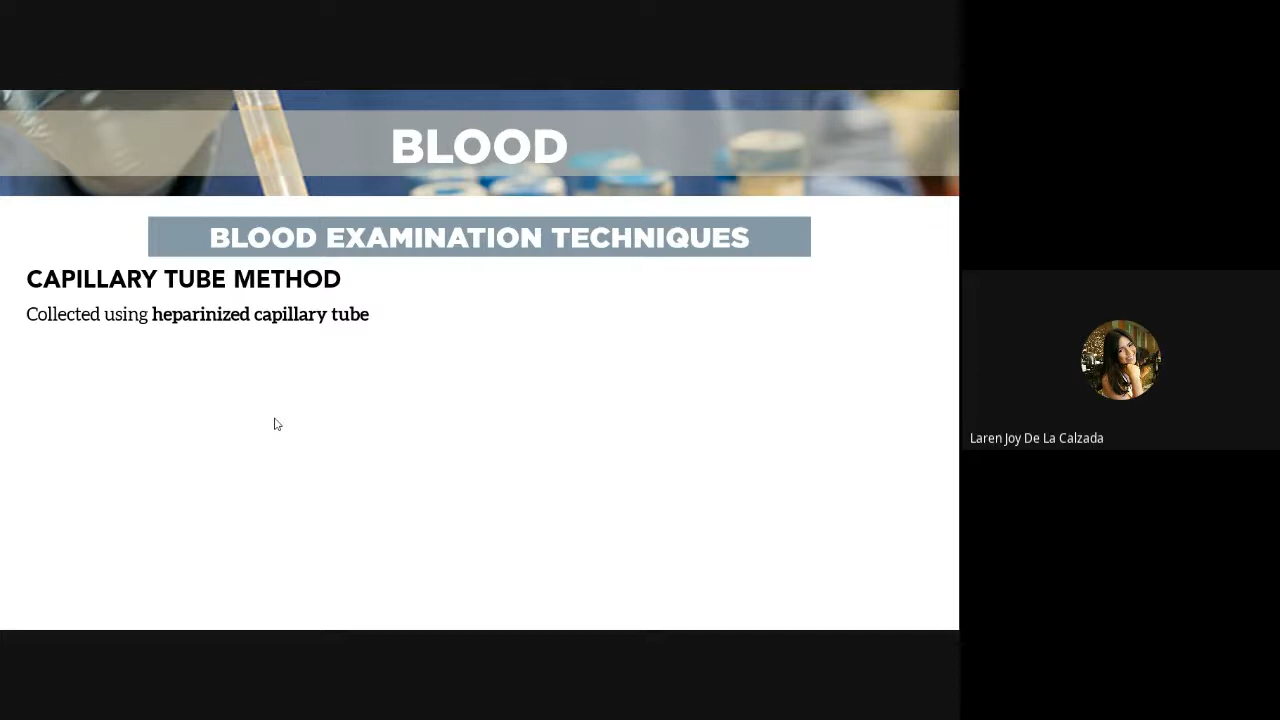 BLOOD
BLOOD EXAMINATION TECHNIQUES
CAPILLARY TUBE METHOD
Collected using heparinized capillary tube
Laren Joy De La Calzada